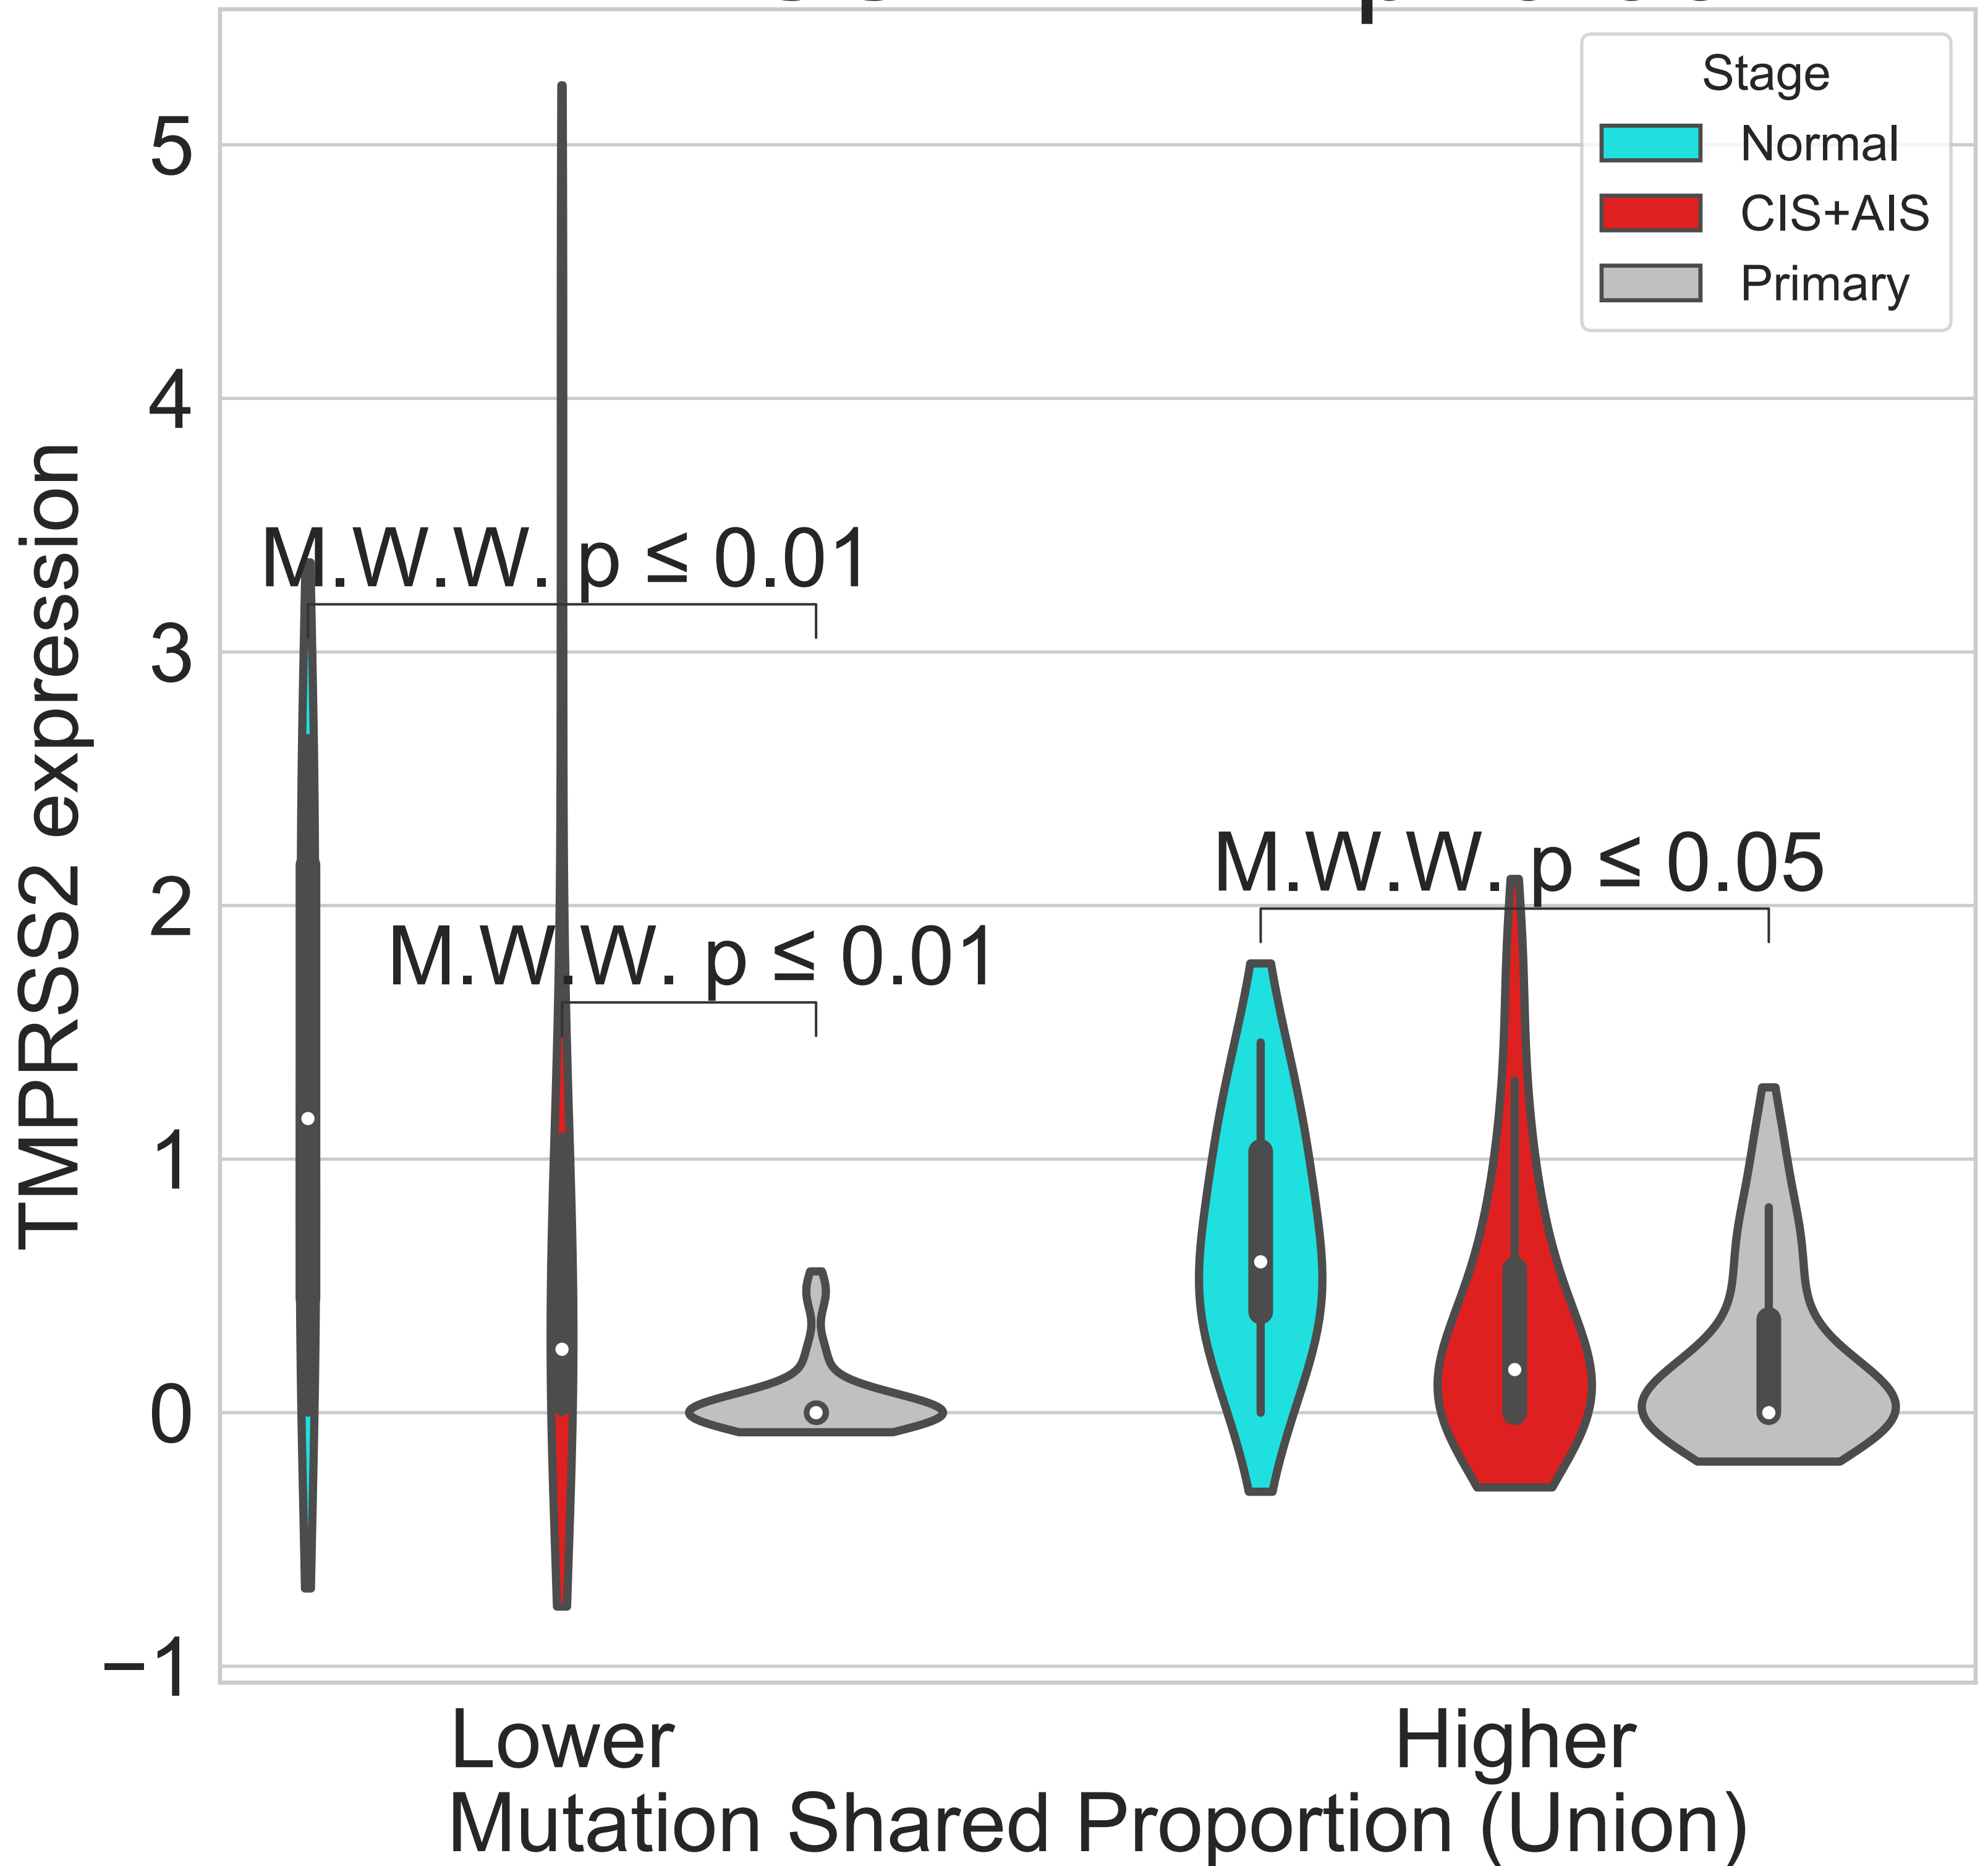 Stage
Normal
CIS+AIS
Primary
5
4
3
2
1
0
−1
TMPRSS2 expression
M.W.W. p ≤ 0.01
M.W.W. p ≤ 0.01
M.W.W. p ≤ 0.05
Lower
Higher
Mutation Shared Proportion (Union)